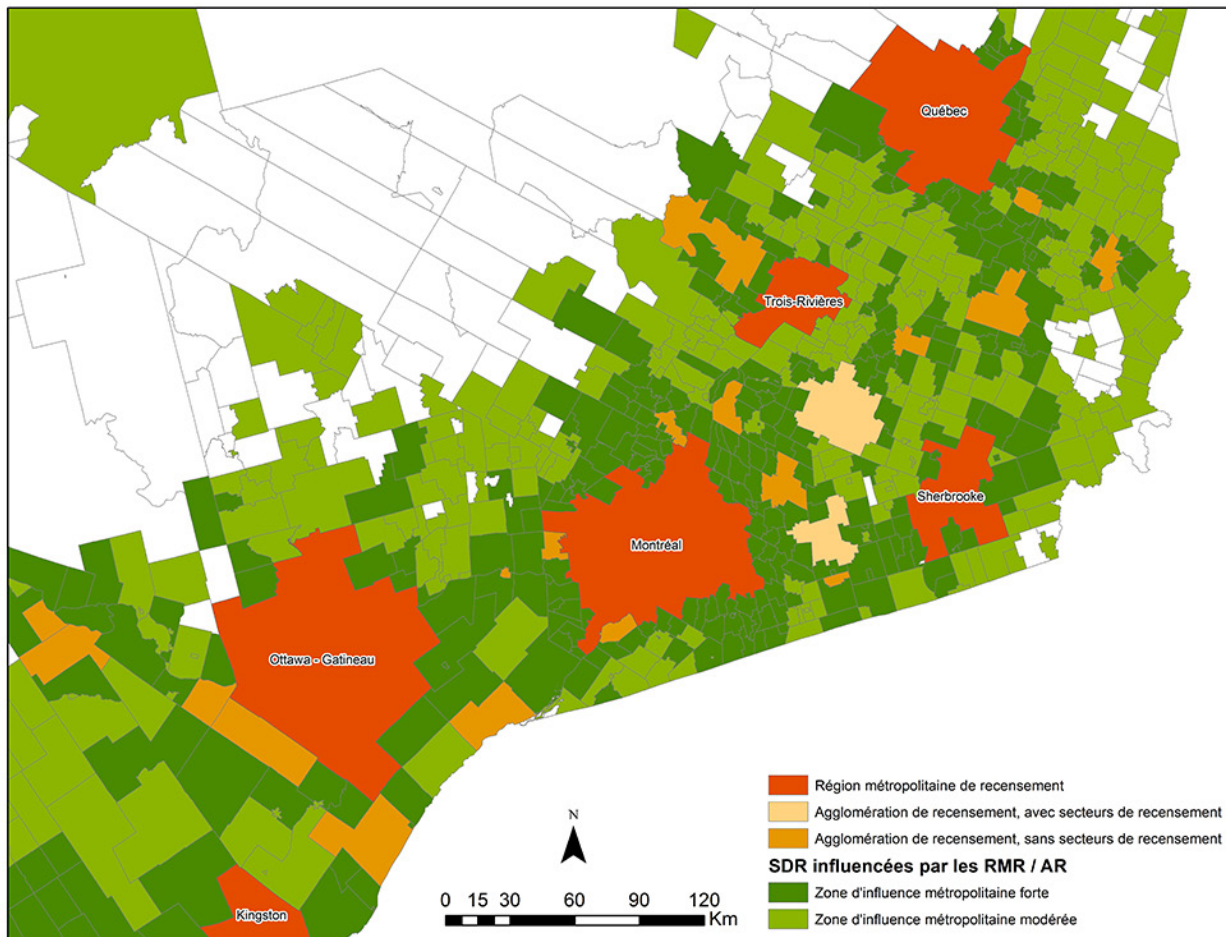 Québec
Trois-Rivières
Sherbrooke
Montréal
Ottawa - Gatineau
Kingston
N
0 15 30 60 90 120
Km
Région métropolitaine de recensement
Agglomération de recensement, avec secteurs de recensement
Agglomération de recensement, sans secteurs de recensement
SDR influencées par les RMR / AR
Zone d'influence métropolitaine forte
Zone d'influence métropolitaine modérée